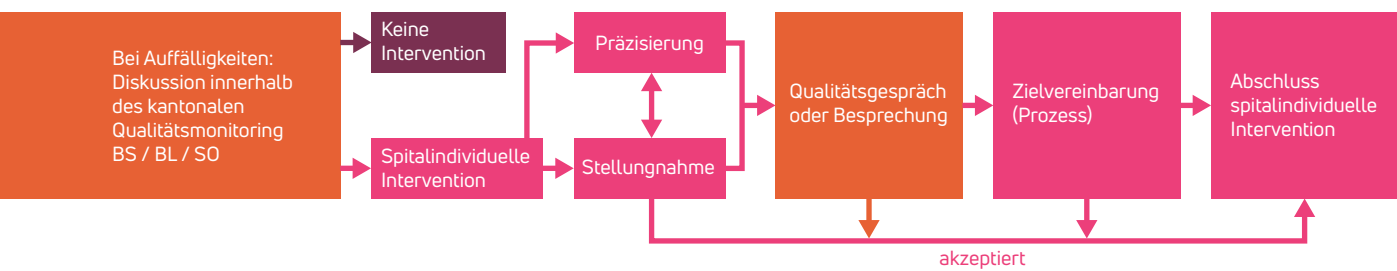 Bei Auffälligkeiten:
Diskussion innerhalb
des kantonalen
Qualitätsmonitoring
BS / BL / SO
Keine
Intervention
Spitalindividuelle
Intervention
Präzisierung
Stellungnahme
Qualitätsgespräch
oder Besprechung
Zielvereinbarung
(Prozess)
Abschluss
spitalindividuelle
Intervention
akzeptiert